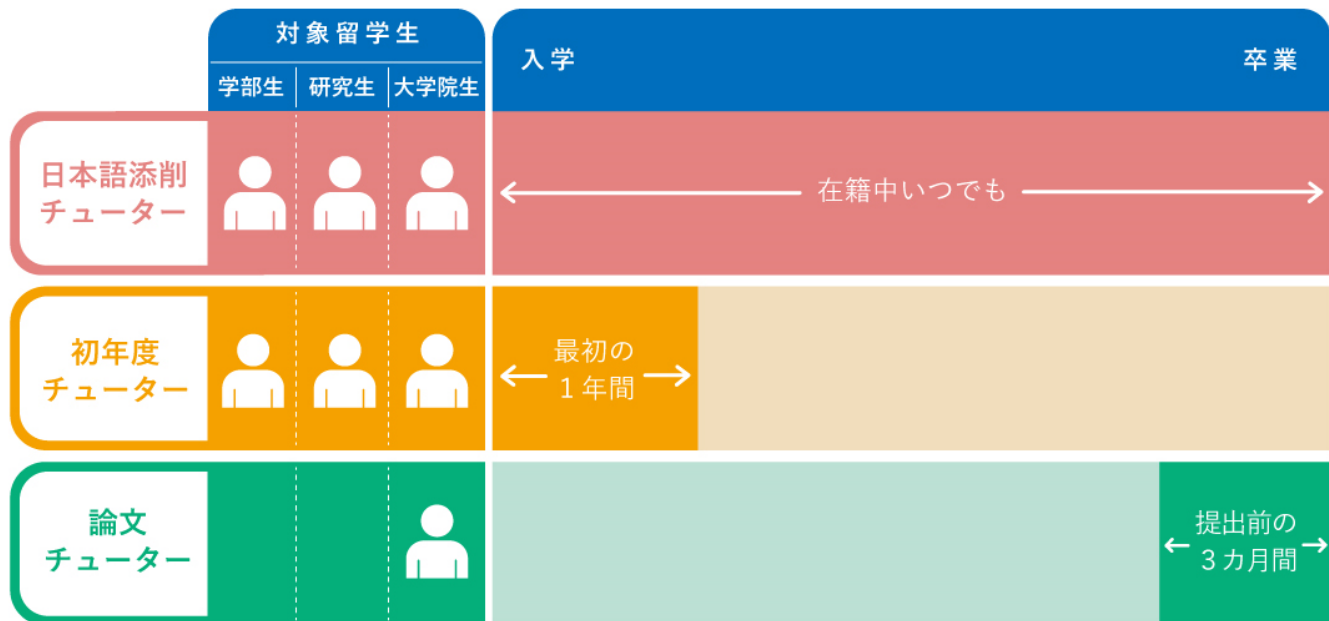 対象留学生
学部生
研究生
大学院生
入学
卒業
日本語添削
チューター
在籍中いつでも
初年度
チューター
最初の
1年間
論文
チューター
提出前の
3カ月間